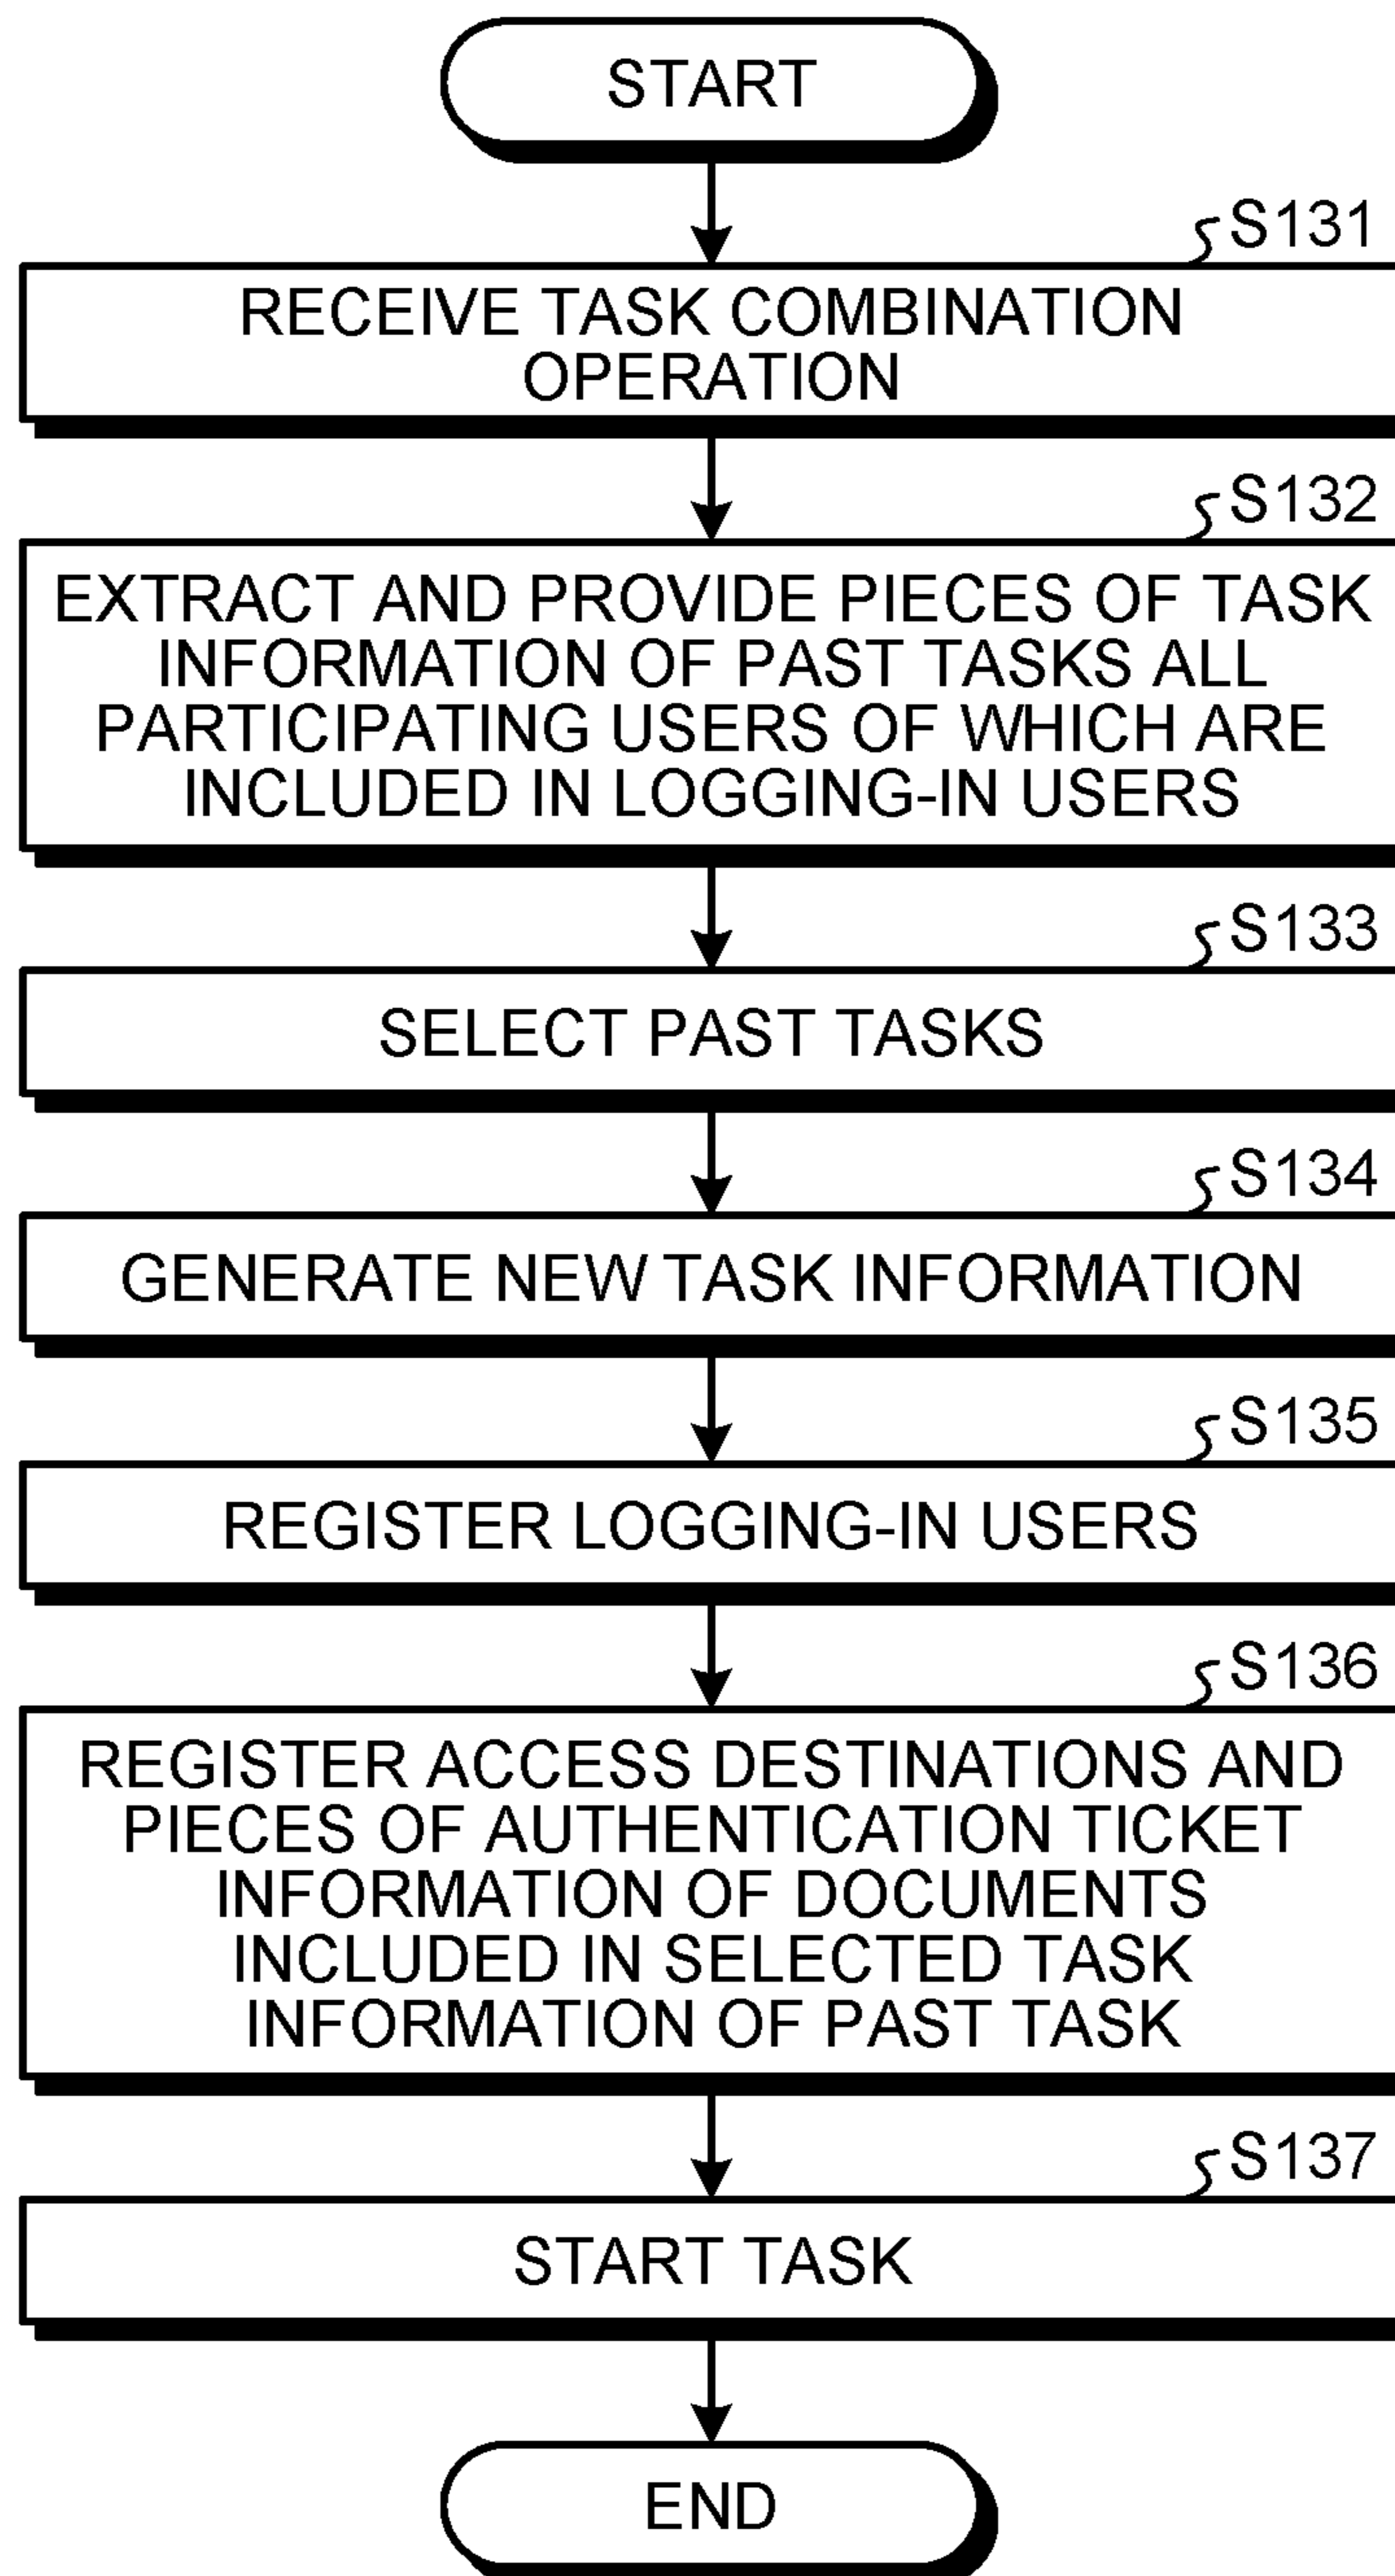 START
S131
RECEIVE TASK COMBINATION
OPERATION
S132
EXTRACT AND PROVIDE PIECES OF TASK
INFORMATION OF PAST TASKS ALL
PARTICIPATING USERS OF WHICH ARE
INCLUDED IN LOGGING-IN USERS
S133
SELECT PAST TASKS
S134
GENERATE NEW TASK INFORMATION
S135
REGISTER LOGGING-IN USERS
S136
REGISTER ACCESS DESTINATIONS AND
PIECES OF AUTHENTICATION TICKET
INFORMATION OF DOCUMENTS
INCLUDED IN SELECTED TASK
INFORMATION OF PAST TASK
S137
START TASK
END